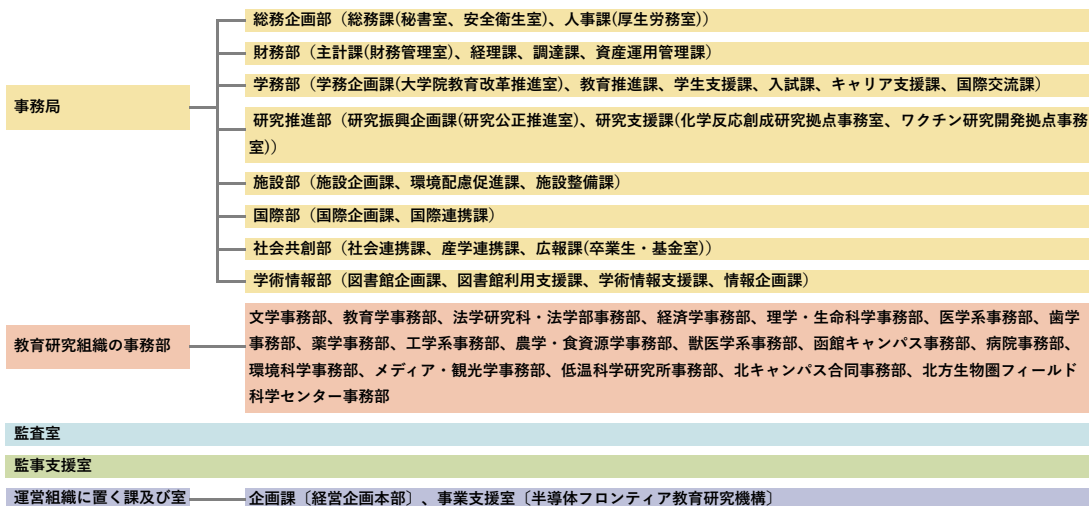 総務企画部（総務課(秘書室、安全衛生室)、人事課(厚生労務室)）
財務部（主計課(財務管理室)、経理課、調達課、資産運用管理課）
学務部（学務企画課(大学院教育改革推進室)、教育推進課、学生支援課、入試課、キャリア支援課、国際交流課）
事務局
研究推進部（研究振興企画課(研究公正推進室)、研究支援課(化学反応創成研究拠点事務室、ワクチン研究開発拠点事務
室)）
施設部（施設企画課、環境配慮促進課、施設整備課）
国際部（国際企画課、国際連携課）
社会共創部（社会連携課、産学連携課、広報課(卒業生・基金室)）
学術情報部（図書館企画課、図書館利用支援課、学術情報支援課、情報企画課）
教育研究組織の事務部
文学事務部、教育学事務部、法学研究科・法学部事務部、経済学事務部、理学・生命科学事務部、医学系事務部、歯学
事務部、薬学事務部、工学系事務部、農学・食資源学事務部、獣医学系事務部、函館キャンパス事務部、病院事務部、
環境科学事務部、メディア・観光学事務部、低温科学研究所事務部、北キャンパス合同事務部、北方生物圏フィールド
科学センター事務部
監査室
監事支援室
運営組織に置く課及び室
企画課〔経営企画本部〕、事業支援室〔半導体フロンティア教育研究機構〕